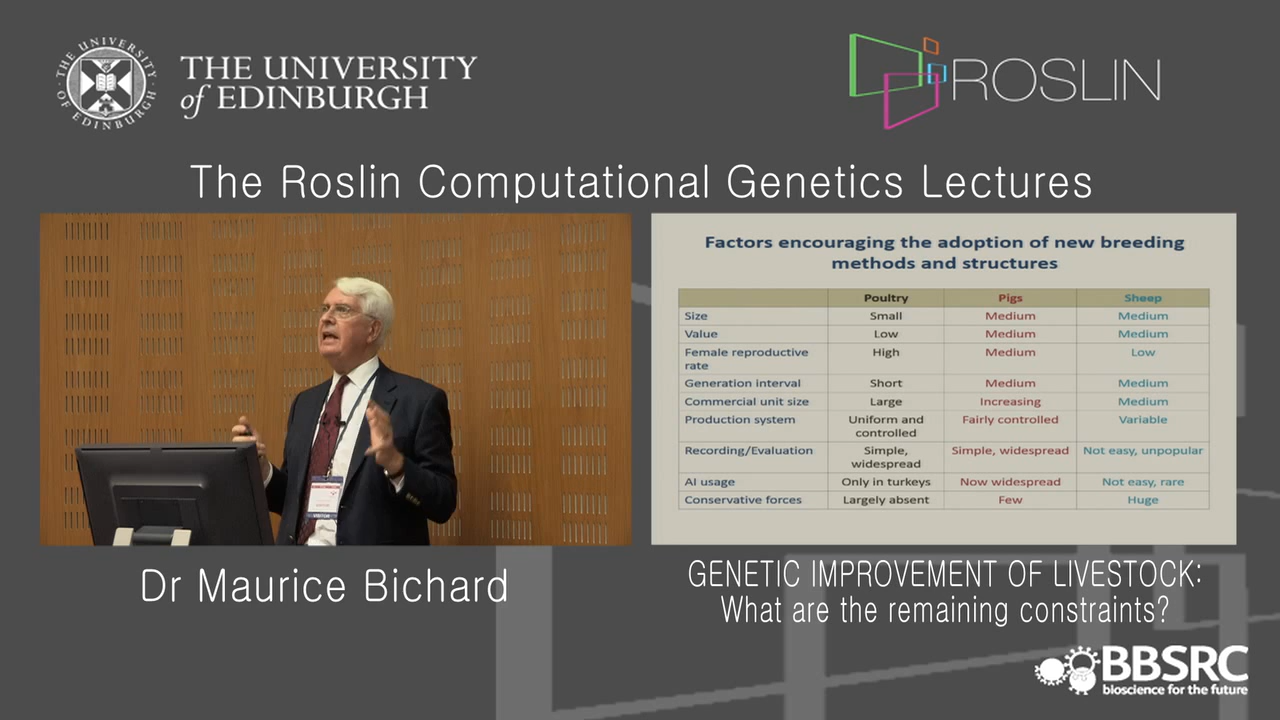 THE UNIVERSITY OF EDINBURGH
THE UNIVERSITY
of EDINBURGH
ROSLIN
The Roslin Computational Genetics Lectures
Factors encouraging the adoption of new breeding
methods and structures
Poultry Pigs Sheep
Size Small Medium Medium
Value Low Medium Medium
Female reproductive High Medium Low
rate
Generation interval Short Medium Medium
Commercial unit size Large Increasing Medium
Production system Uniform and Fairly controlled Variable
controlled
Recording/Evaluation Simple, Simple, widespread Not easy, unpopular
widespread
AI usage Only in turkeys Now widespread Not easy, rare
Conservative forces Largely absent Few Huge
VISITOR
Dr Maurice Bichard
GENETIC IMPROVEMENT OF LIVESTOCK:
What are the remaining constraints?
BBSRC
bioscience for the future